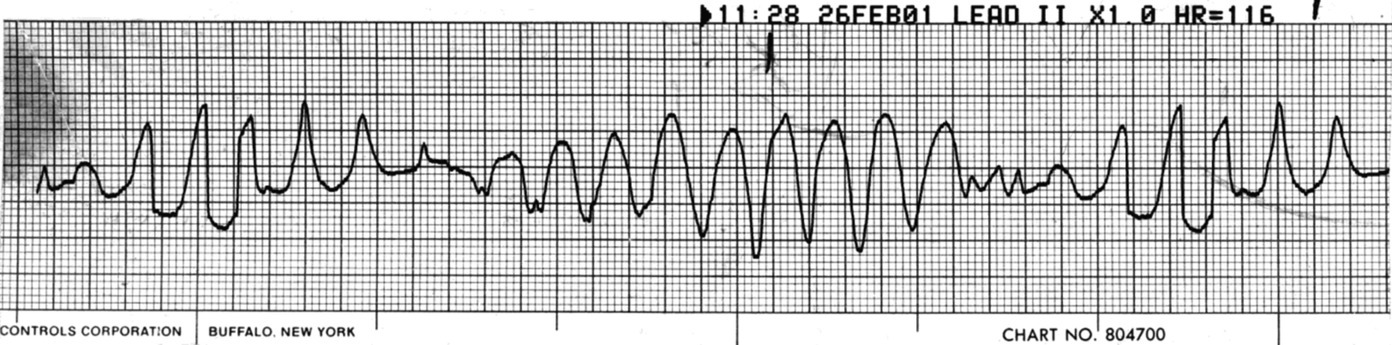 11:28 26FEB01 LEAD II X1.0 HR=116
CONTROLS CORPORATION BUFFALO, NEW YORK CHART NO. 804700